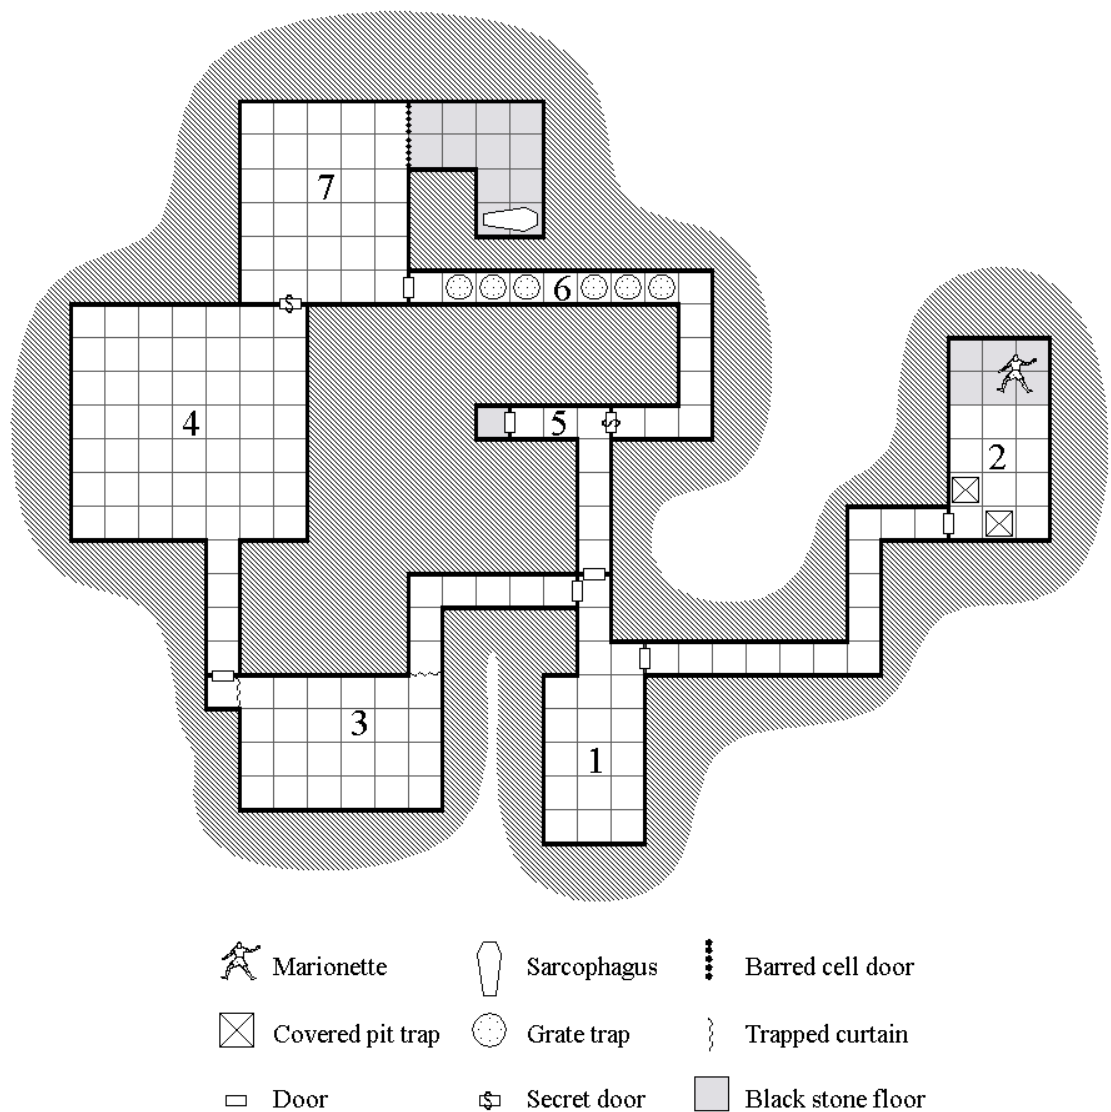 7
6
4
5
2
3
1
Marionette
Sarcophagus
Barred cell door
Covered pit trap
Grate trap
Trapped curtain
Door
$ Secret door
Black stone floor